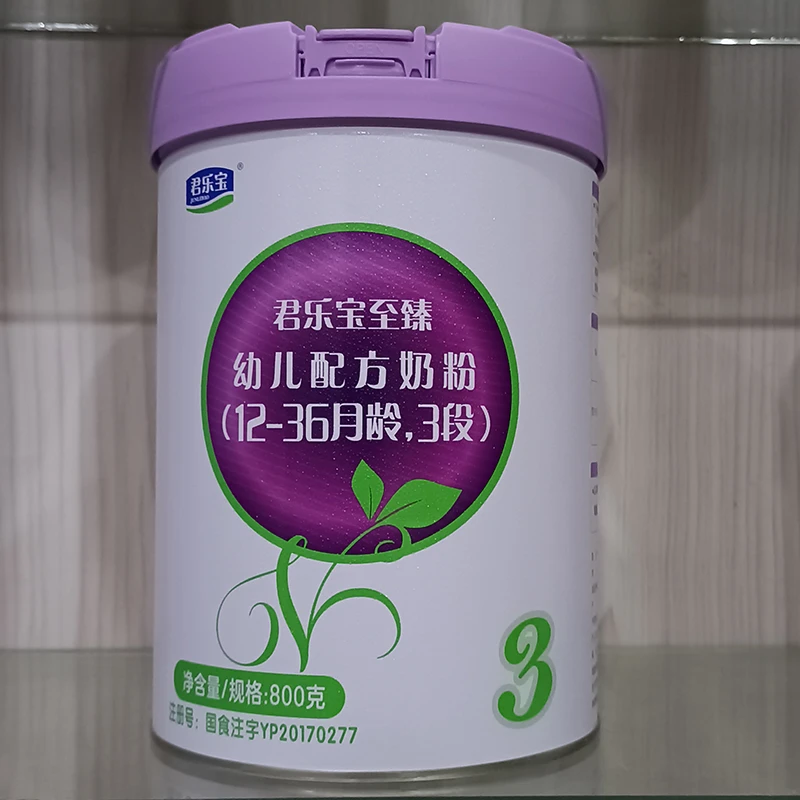 君乐宝
®
君乐宝至臻
幼儿配方奶粉
(12-36月龄,3段)
3
净含量/规格:800克
注册号: 国食注字YP20170277